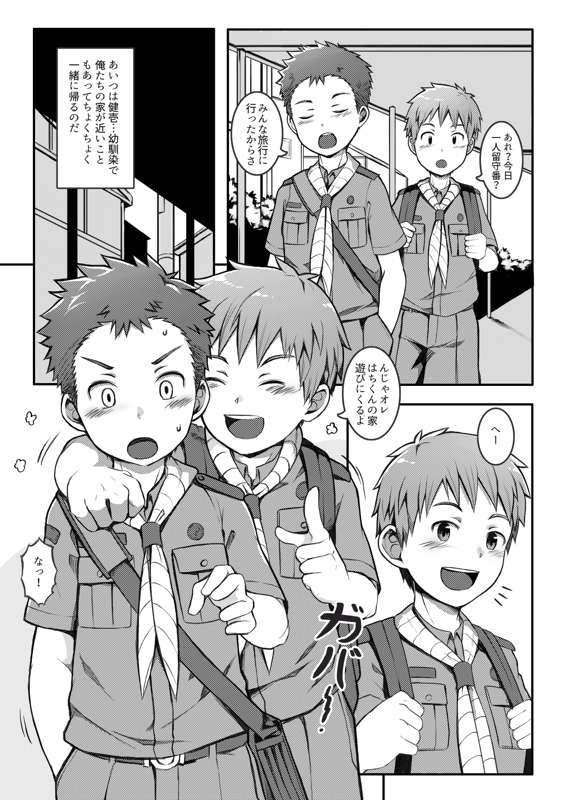 あれ？今日
一人留守番？
みんな旅行に
行ったからさ
あいつは健壱…幼馴染で
俺たちの家が近いこと
もあってちょくちょく
一緒に帰るのだ
へー
んじゃオレ
はちくんの家
遊びにくるよ
なっ！
ガバー